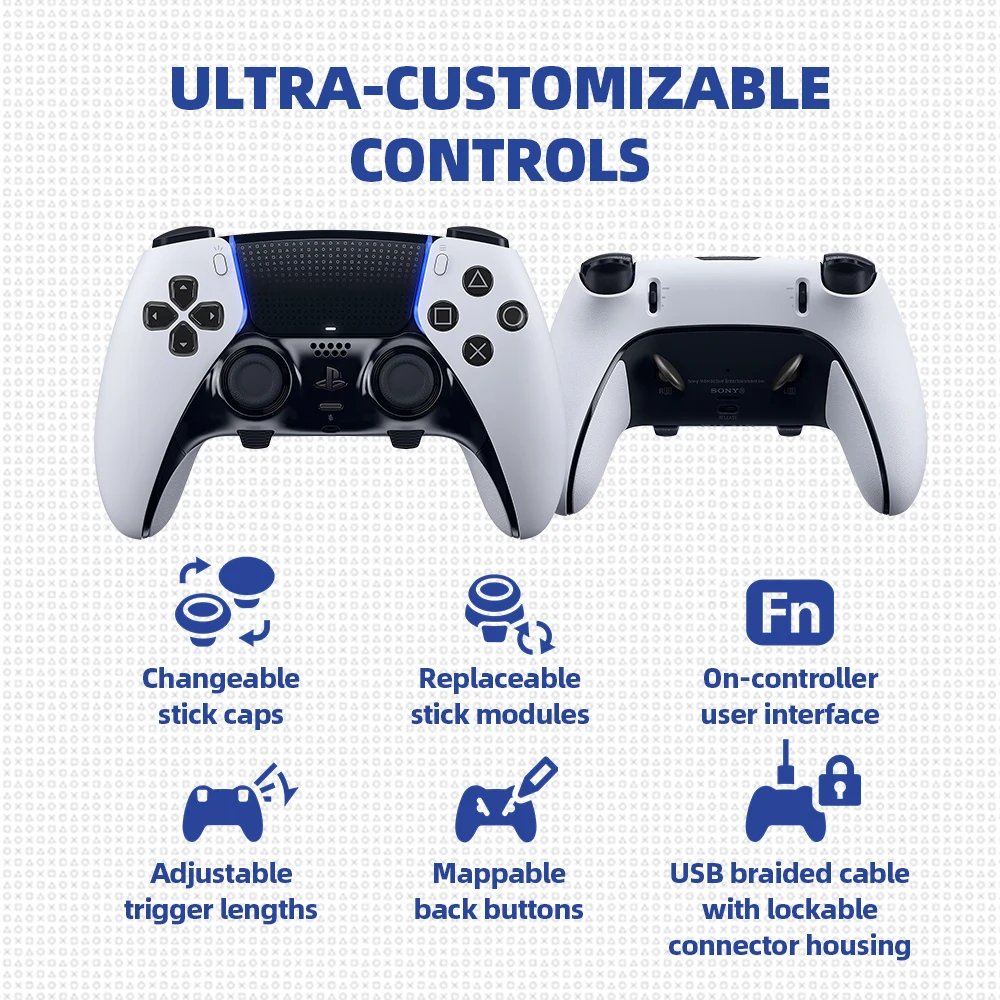 ULTRA-CUSTOMIZABLE
CONTROLS
SONY
Fn
Changeable
stick caps
Replaceable
stick modules
On-controller
user interface
Adjustable
trigger lengths
Mappable
back buttons
USB braided cable
with lockable
connector housing